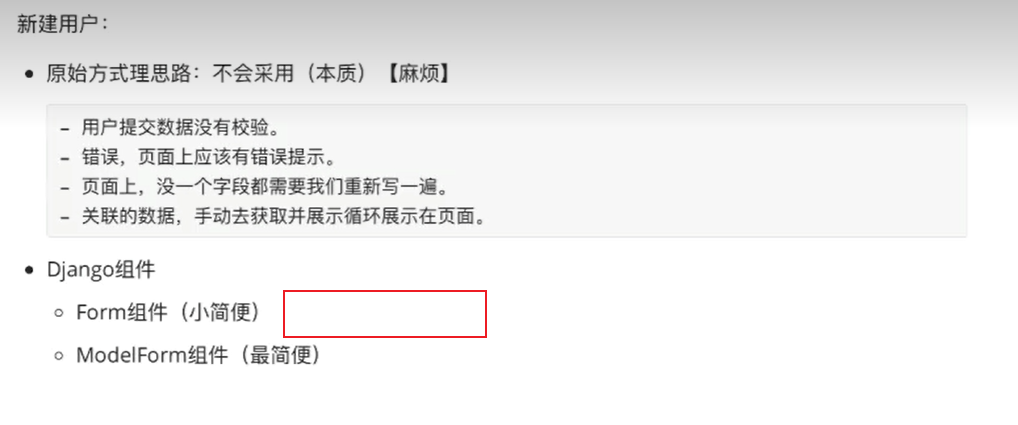 新建用户：
原始方式理思路：不会采用（本质）【麻烦】
- 用户提交数据没有校验。
- 错误，页面上应该有错误提示。
- 页面上，没一个字段都需要我们重新写一遍。
- 关联的数据，手动去获取并展示循环展示在页面。
Django组件
Form组件（小简便）
ModelForm组件（最简便）